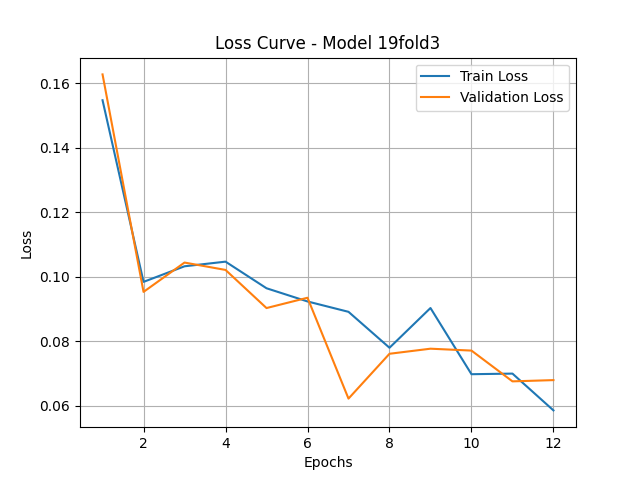 Loss Curve - Model 19fold3
Train Loss
Validation Loss
0.16
0.14
0.12
0.10
0.08
0.06
Loss
2
4
6
8
10
12
Epochs